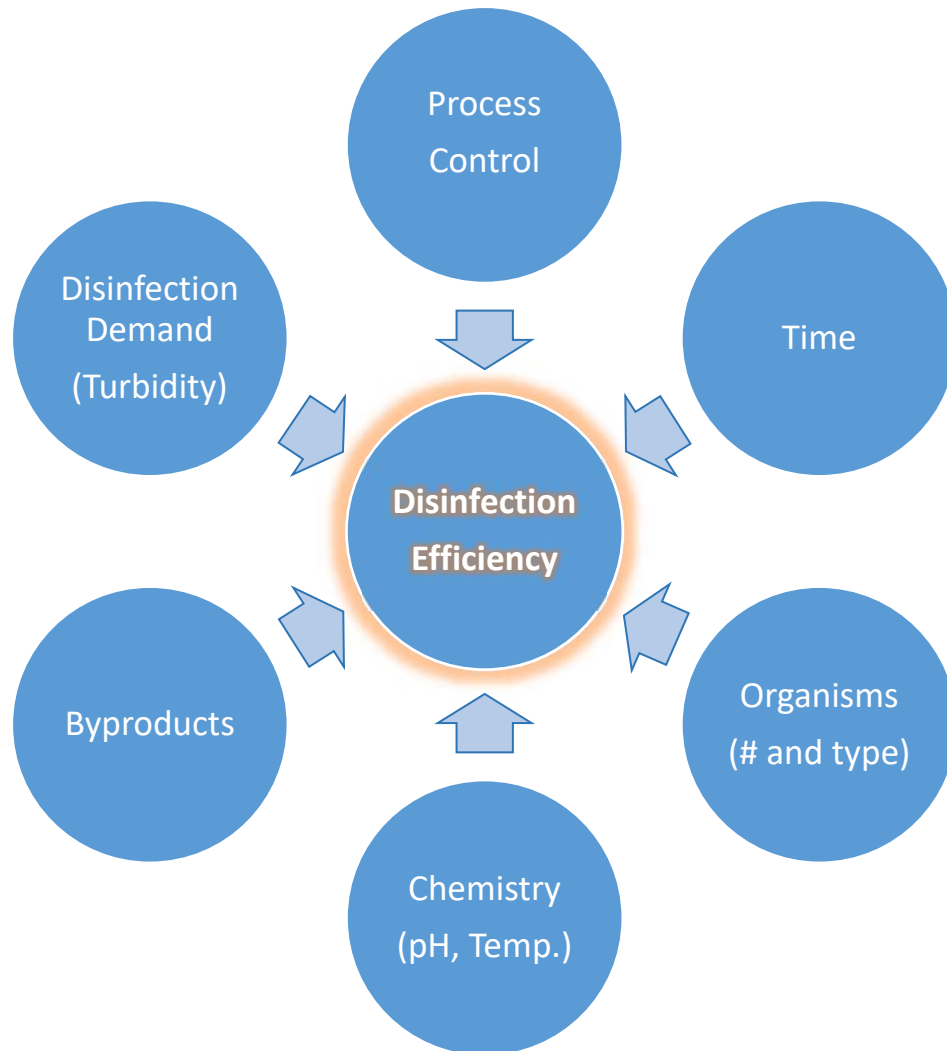 Process
Control
Disinfection
Demand
(Turbidity)
Time
Disinfection
Efficiency
Byproducts
Organisms
(# and type)
Chemistry
(pH, Temp.)